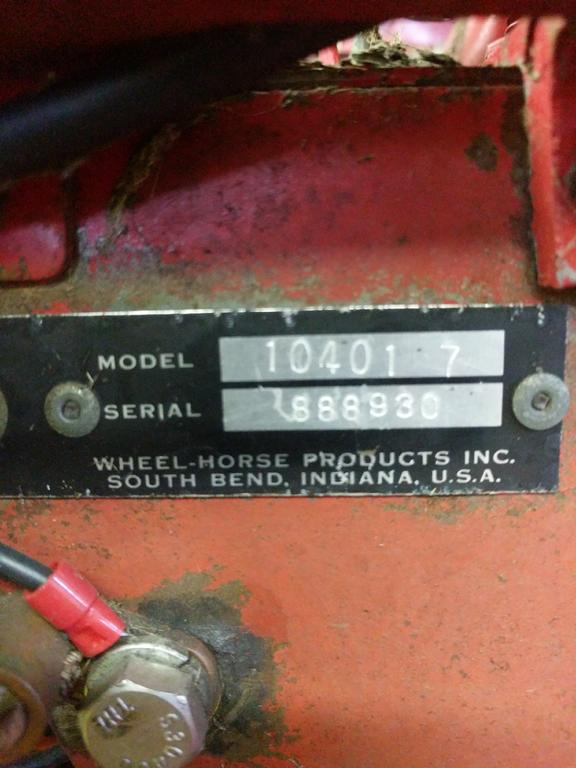 MODEL 10401 7
SERIAL 888930
WHEEL-HORSE PRODUCTS INC.
SOUTH BEND, INDIANA, U.S.A.